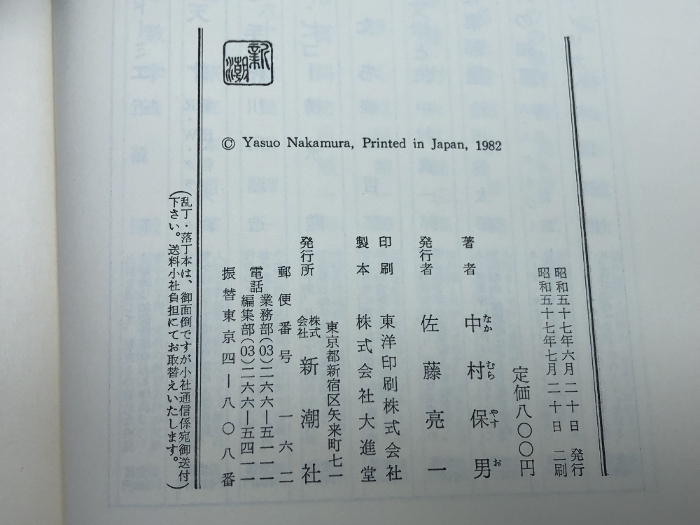 新潮
© Yasuo Nakamura, Printed in Japan, 1982
昭和五十七年六月二十日 発行
昭和五十七年七月二十日 二刷
定価八〇〇円
著者 中村保男
なか むら やす お
発行者 佐藤亮一
印刷 東洋印刷株式会社
製本 株式会社大進堂
発行所 株式会社 新潮社
東京都新宿区矢来町七一
郵便番号 一六二
電話 業務部(03)二六六―五一一一
編集部(03)二六六―五四一一
振替東京四―八〇八番
(乱丁・落丁本は、御面倒ですが小社通信係宛御送付
下さい。送料小社負担にてお取替えいたします。)